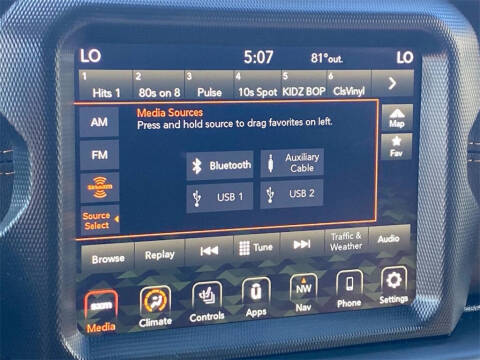 LO 5:07 81°out. LO
1 2 3 4 5 6
Hits 1 80s on 8 Pulse 10s Spot KIDZ BOP ClsVinyl
Media Sources
Press and hold source to drag favorites on left.
AM
FM
SiriusXM
Source
Select
Bluetooth
Auxiliary
Cable
USB 1
USB 2
Map
Fav
Browse Replay Tune Traffic &
Weather Audio
sxm
Media
Climate
Controls
Apps
NW
Nav
Phone
Settings